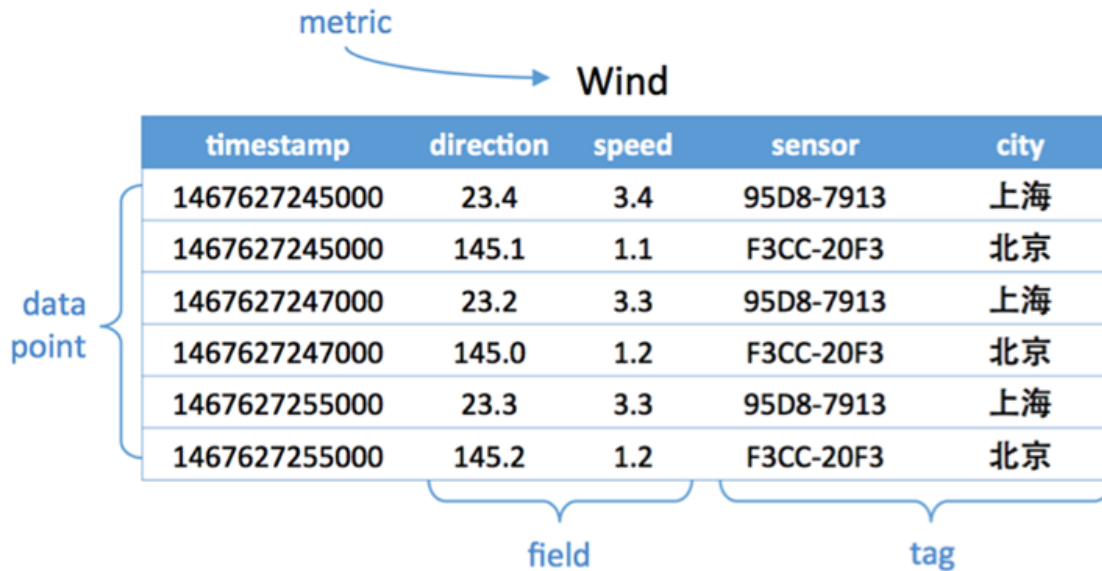 metric
Wind
timestamp direction speed sensor city
1467627245000 23.4 3.4 95D8-7913 上海
1467627245000 145.1 1.1 F3CC-20F3 北京
1467627247000 23.2 3.3 95D8-7913 上海
data
point
1467627247000 145.0 1.2 F3CC-20F3 北京
1467627255000 23.3 3.3 95D8-7913 上海
1467627255000 145.2 1.2 F3CC-20F3 北京
field tag